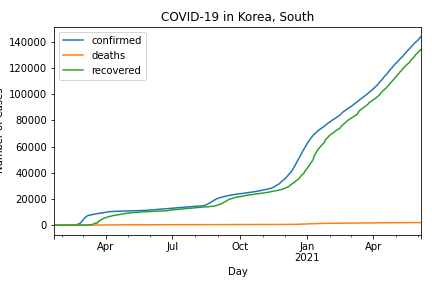 COVID-19 in Korea, South
confirmed
deaths
recovered
140000
120000
100000
80000
60000
40000
20000
0
of
Apr
Jul
Oct
Jan
Apr
2021
Day